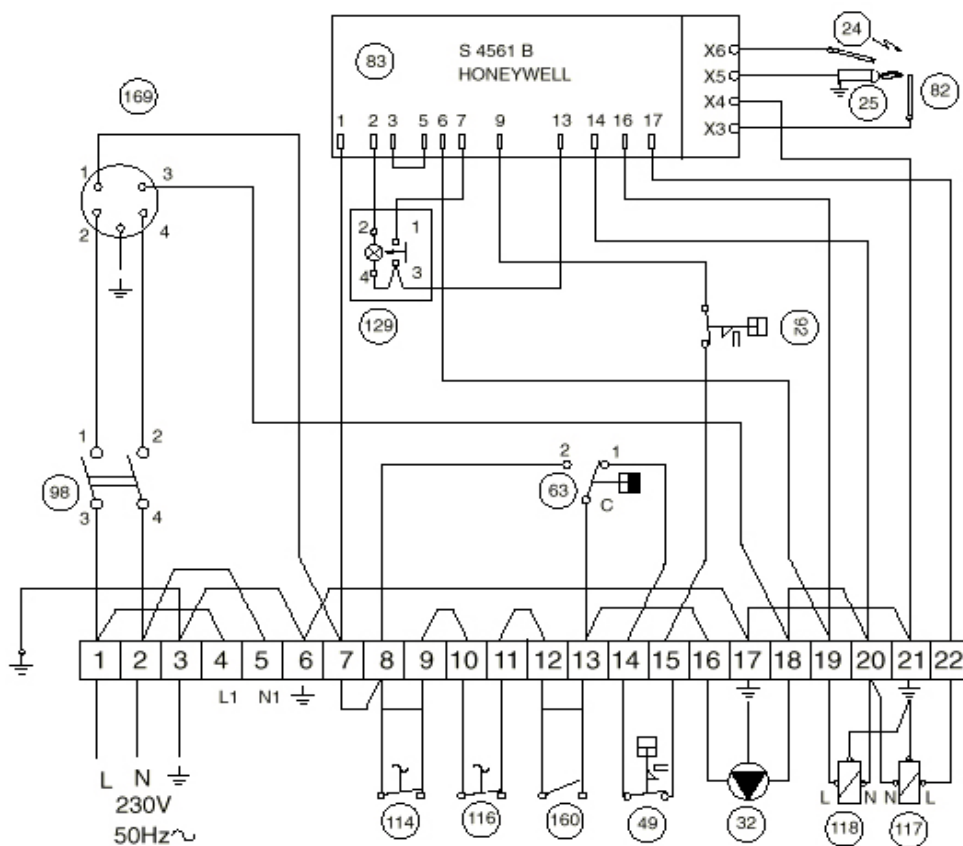 24
83
S 4561 B
HONEYWELL
X6
X5
X4
X3
25
82
169
1 2 3 5 6 7 9 13 14 16 17
1 3
2 4
2 1
4 3
129
92
1 2
98
3 4
2 1
63
C
1 2 3 4 5 6 7 8 9 10 11 12 13 14 15 16 17 18 19 20 21 22
L1 N1
L N
230V
50Hz~
L N N L
114 116 160 49 32 118 117